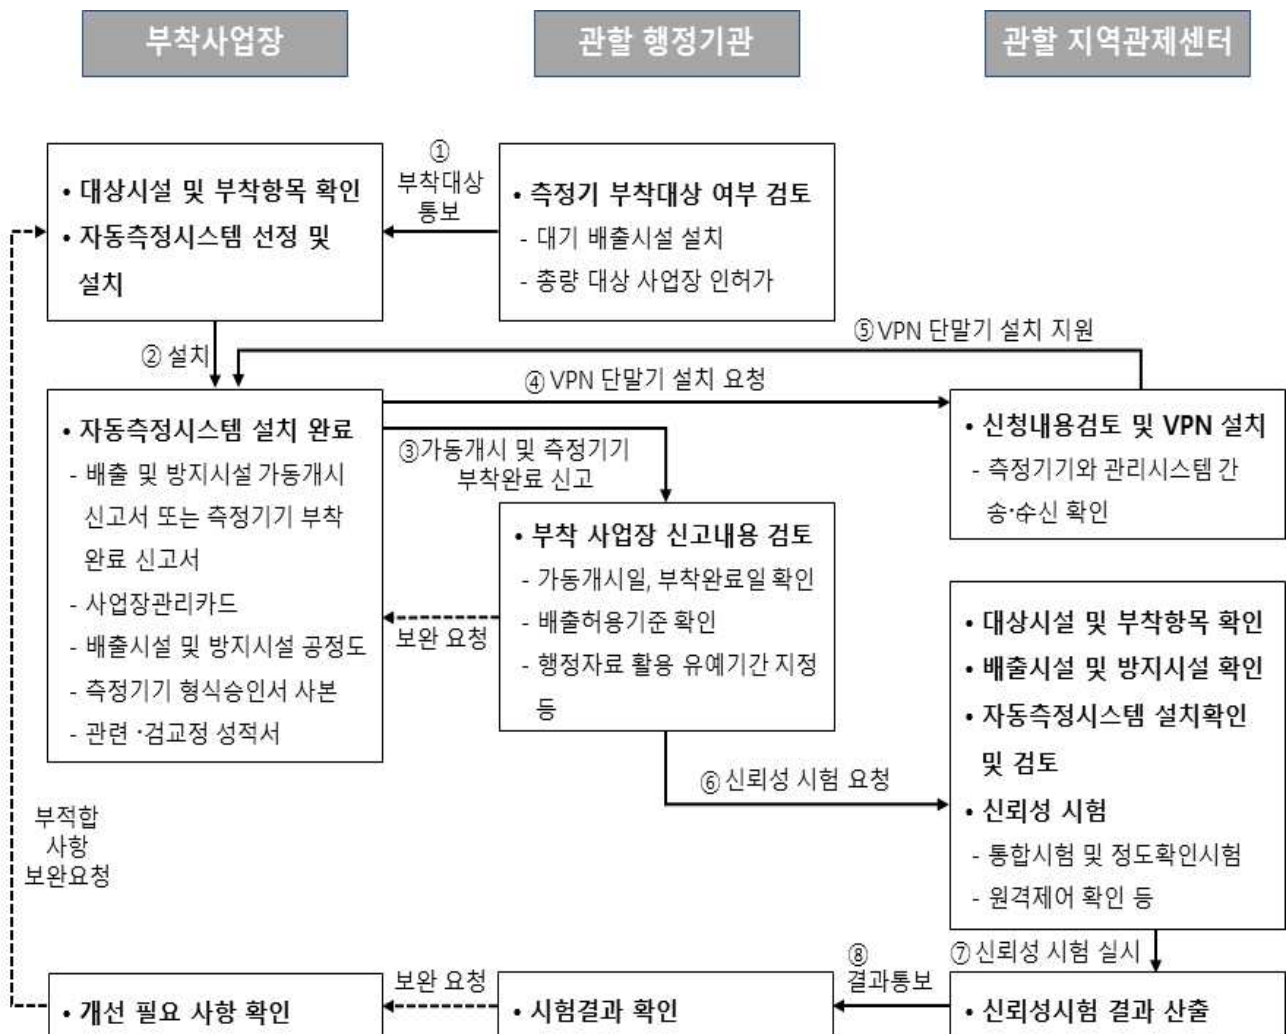 부착사업장
관할 행정기관
관할 지역관제센터
• 대상시설 및 부착항목 확인
• 자동측정시스템 선정 및
설치
①
부착대상
통보
• 측정기 부착대상 여부 검토
- 대기 배출시설 설치
- 총량 대상 사업장 인허가
② 설치
⑤ VPN 단말기 설치 지원
④ VPN 단말기 설치 요청
• 자동측정시스템 설치 완료
- 배출 및 방지시설 가동개시
신고서 또는 측정기기 부착
완료 신고서
- 사업장관리카드
- 배출시설 및 방지시설 공정도
- 측정기기 형식승인서 사본
- 관련 ·검교정 성적서
③ 가동개시 및 측정기기
부착완료 신고
• 신청내용검토 및 VPN 설치
- 측정기기와 관리시스템 간
송·수신 확인
• 부착 사업장 신고내용 검토
- 가동개시일, 부착완료일 확인
- 배출허용기준 확인
- 행정자료 활용 유예기간 지정
등
보완 요청
⑥ 신뢰성 시험 요청
• 대상시설 및 부착항목 확인
• 배출시설 및 방지시설 확인
• 자동측정시스템 설치확인
및 검토
• 신뢰성 시험
- 통합시험 및 정도확인시험
- 원격제어 확인 등
부적합
사항
보완요청
⑦ 신뢰성 시험 실시
• 개선 필요 사항 확인
보완 요청
• 시험결과 확인
⑧
결과통보
• 신뢰성시험 결과 산출